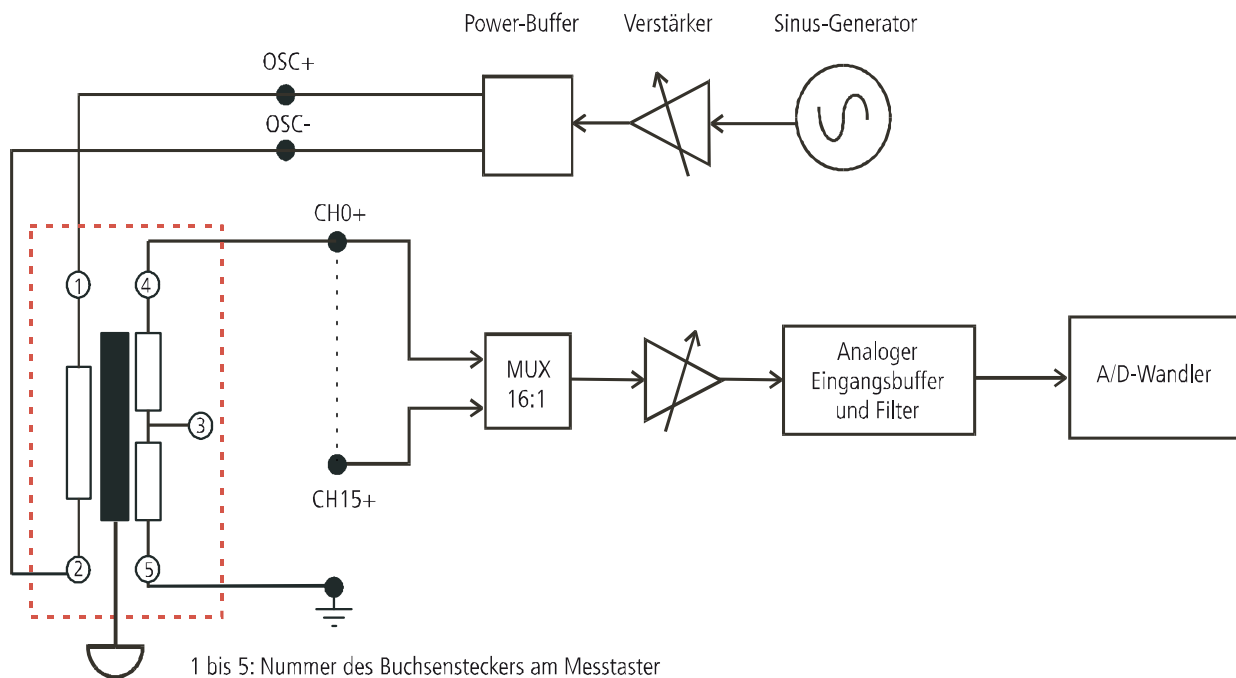 Power-Buffer
Verstärker
Sinus-Generator
OSC+
OSC-
CH0+
1
4
MUX
16:1
Analoger
Eingangsbuffer
und Filter
A/D-Wandler
3
CH15+
2
5
1 bis 5: Nummer des Buchsensteckers am Messtaster